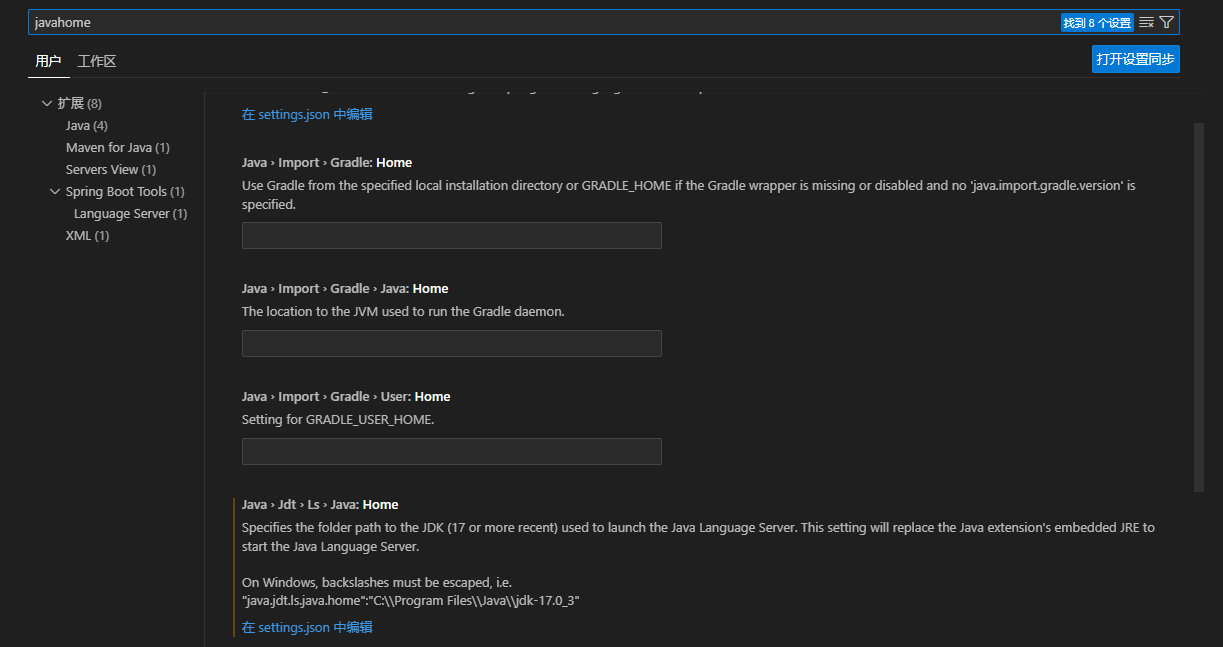 javahome
找到 8 个设置
用户
工作区
打开设置同步
扩展 (8)
Java (4)
Maven for Java (1)
Servers View (1)
Spring Boot Tools (1)
Language Server (1)
XML (1)
在 settings.json 中编辑
Java › Import › Gradle: Home
Use Gradle from the specified local installation directory or GRADLE_HOME if the Gradle wrapper is missing or disabled and no 'java.import.gradle.version' is
specified.
Java › Import › Gradle › Java: Home
The location to the JVM used to run the Gradle daemon.
Java › Import › Gradle › User: Home
Setting for GRADLE_USER_HOME.
Java › Jdt › Ls › Java: Home
Specifies the folder path to the JDK (17 or more recent) used to launch the Java Language Server. This setting will replace the Java extension's embedded JRE to
start the Java Language Server.
On Windows, backslashes must be escaped, i.e.
"java.jdt.ls.java.home":"C:\\Program Files\\Java\\jdk-17.0_3"
在 settings.json 中编辑